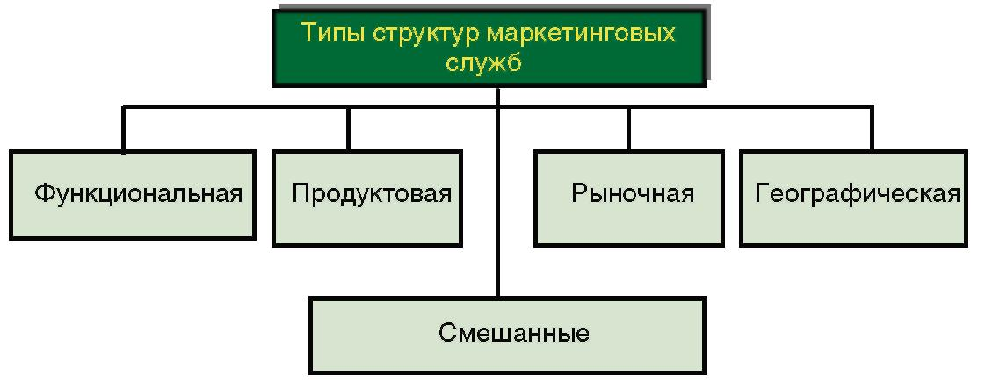 Типы структур маркетинговых
служб
Функциональная
Продуктовая
Рыночная
Географическая
Смешанные